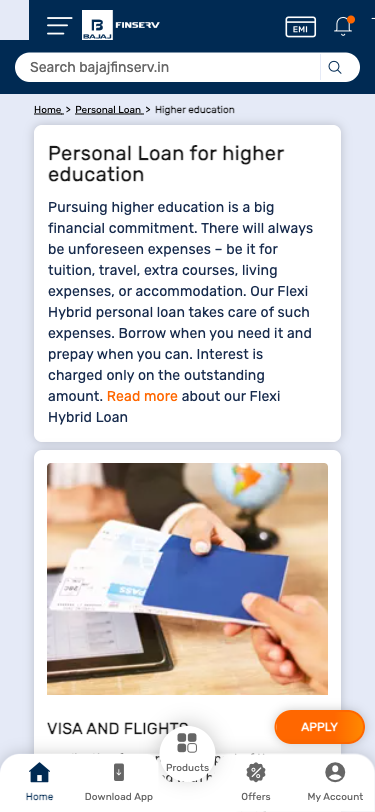 BAJAJ FINSERV
EMI
Search bajajfinserv.in
Home > Personal Loan > Higher education
Personal Loan for higher
education
Pursuing higher education is a big
financial commitment. There will always
be unforeseen expenses – be it for
tuition, travel, extra courses, living
expenses, or accommodation. Our Flexi
Hybrid personal loan takes care of such
expenses. Borrow when you need it and
prepay when you can. Interest is
charged only on the outstanding
amount. Read more about our Flexi
Hybrid Loan
PASS
VISA AND FLIGHTS
APPLY
Products
Home
Download App
Offers
My Account